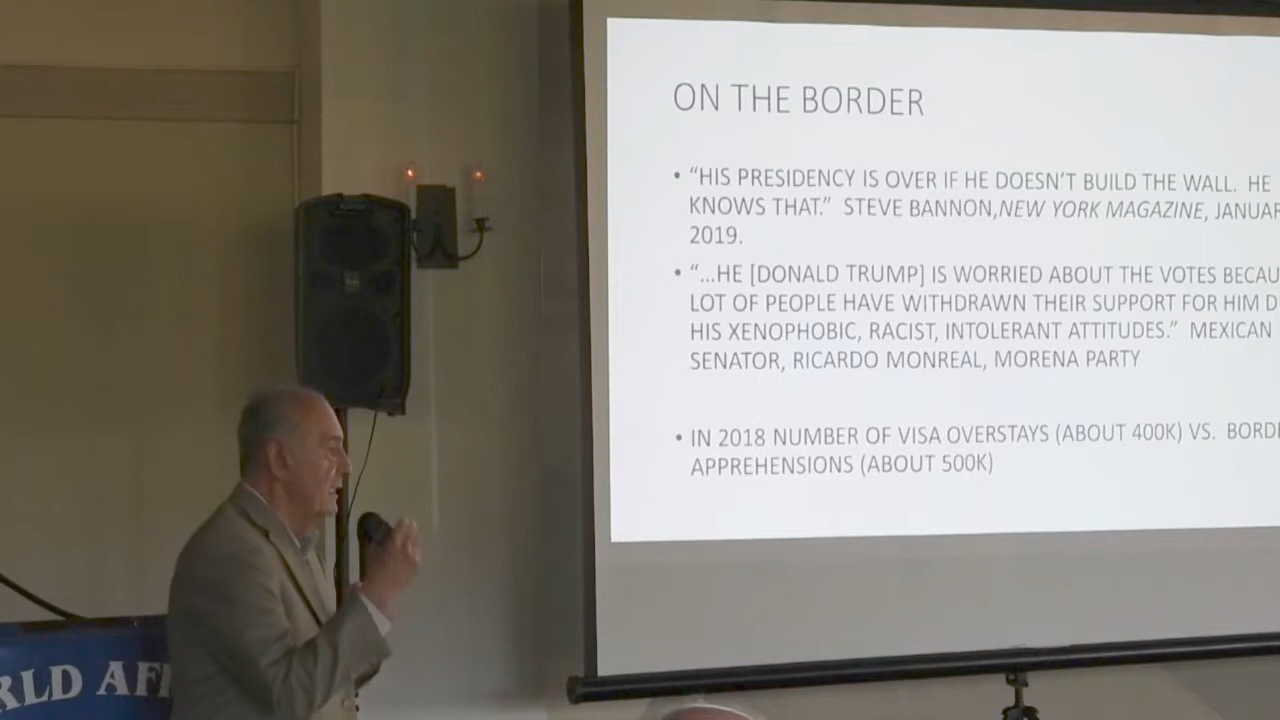 ON THE BORDER
• “HIS PRESIDENCY IS OVER IF HE DOESN’T BUILD THE WALL. HE
KNOWS THAT.” STEVE BANNON,NEW YORK MAGAZINE, JANUAR
2019.
• “...HE [DONALD TRUMP] IS WORRIED ABOUT THE VOTES BECAU
LOT OF PEOPLE HAVE WITHDRAWN THEIR SUPPORT FOR HIM D
HIS XENOPHOBIC, RACIST, INTOLERANT ATTITUDES.” MEXICAN
SENATOR, RICARDO MONREAL, MORENA PARTY
• IN 2018 NUMBER OF VISA OVERSTAYS (ABOUT 400K) VS. BORDE
APPREHENSIONS (ABOUT 500K)
RLD AF